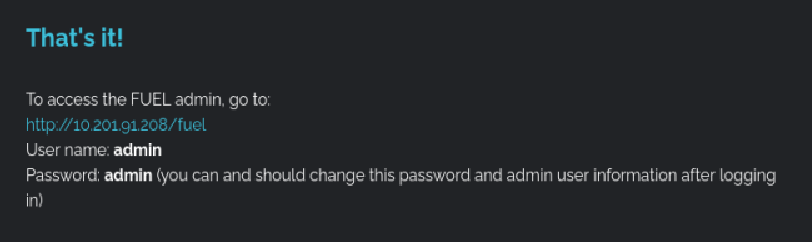 That's it!
To access the FUEL admin, go to:
http://10.201.91.208/fuel
User name: admin
Password: admin (you can and should change this password and admin user information after logging
in)